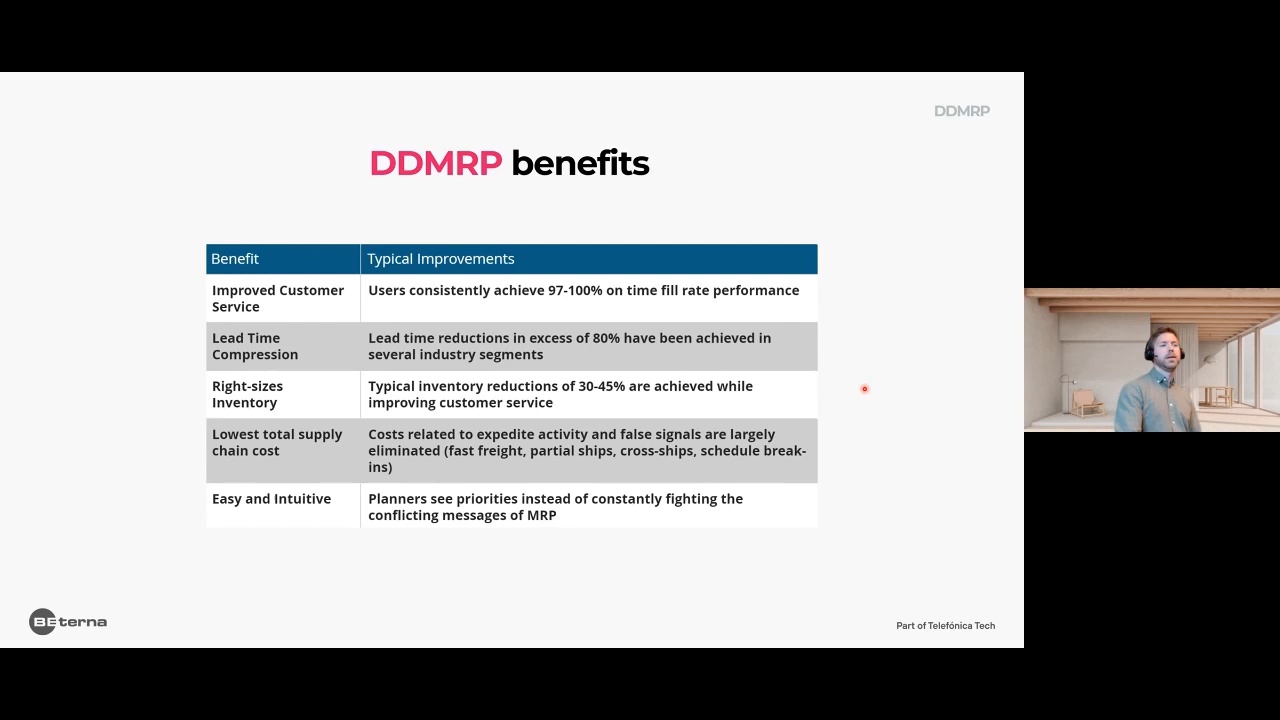 DDMRP
DDMRP benefits
Benefit
Typical Improvements
Improved Customer
Service
Users consistently achieve 97-100% on time fill rate performance
Lead Time
Compression
Lead time reductions in excess of 80% have been achieved in
several industry segments
Right-sizes
Inventory
Typical inventory reductions of 30-45% are achieved while
improving customer service
Lowest total supply
chain cost
Costs related to expedite activity and false signals are largely
eliminated (fast freight, partial ships, cross-ships, schedule break-
ins)
Easy and Intuitive
Planners see priorities instead of constantly fighting the
conflicting messages of MRP
BE terna
Part of Telefónica Tech